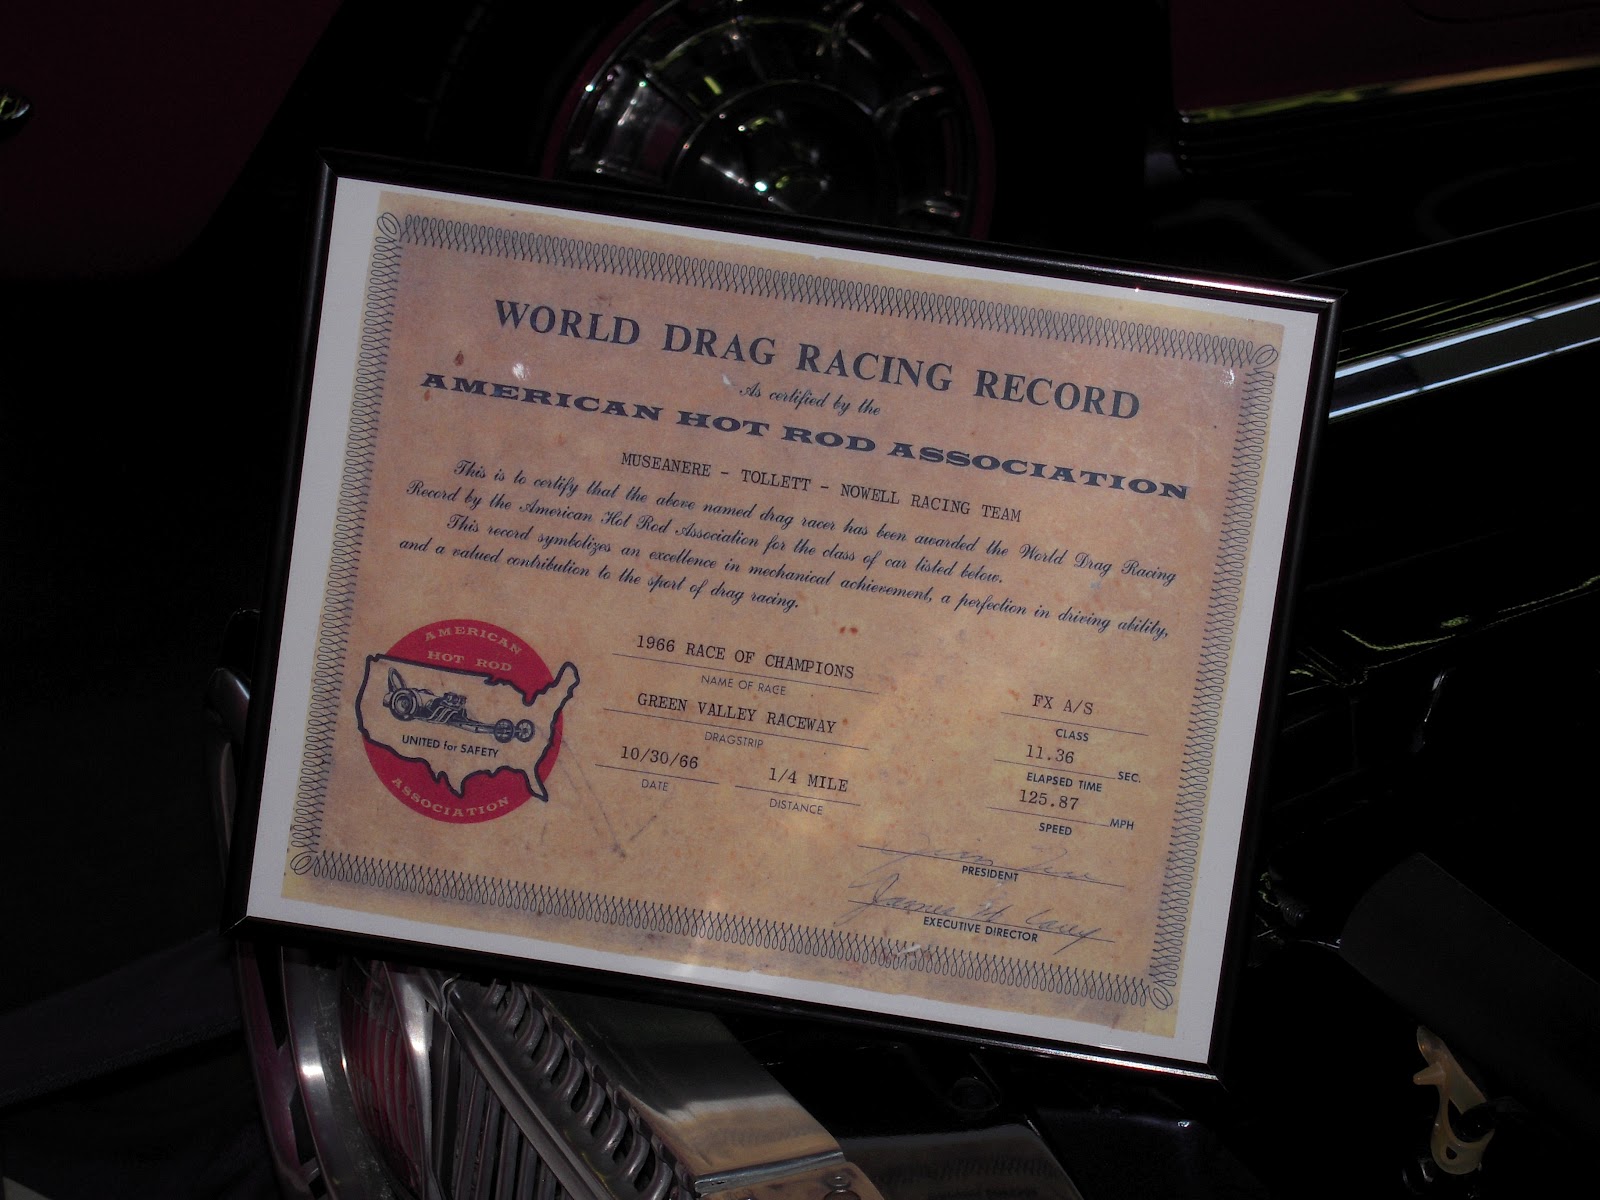 WORLD DRAG RACING RECORD
As certified by the
AMERICAN HOT ROD ASSOCIATION
MUSEANERE - TOLLETT - NOWELL RACING TEAM
This is to certify that the above named drag racer has been awarded the World Drag Racing
Record by the American Hot Rod Association for the class of car listed below.
This record symbolizes an excellence in mechanical achievement, a perfection in driving ability,
and a valued contribution to the sport of drag racing.
AMERICAN
HOT ROD
UNITED for SAFETY
ASSOCIATION
1966 RACE OF CHAMPIONS
NAME OF RACE
GREEN VALLEY RACEWAY
DRAGSTRIP
10/30/66
DATE
1/4 MILE
DISTANCE
FX A/S
CLASS
11.36 SEC.
ELAPSED TIME
125.87 MPH
SPEED
PRESIDENT
James
EXECUTIVE DIRECTOR